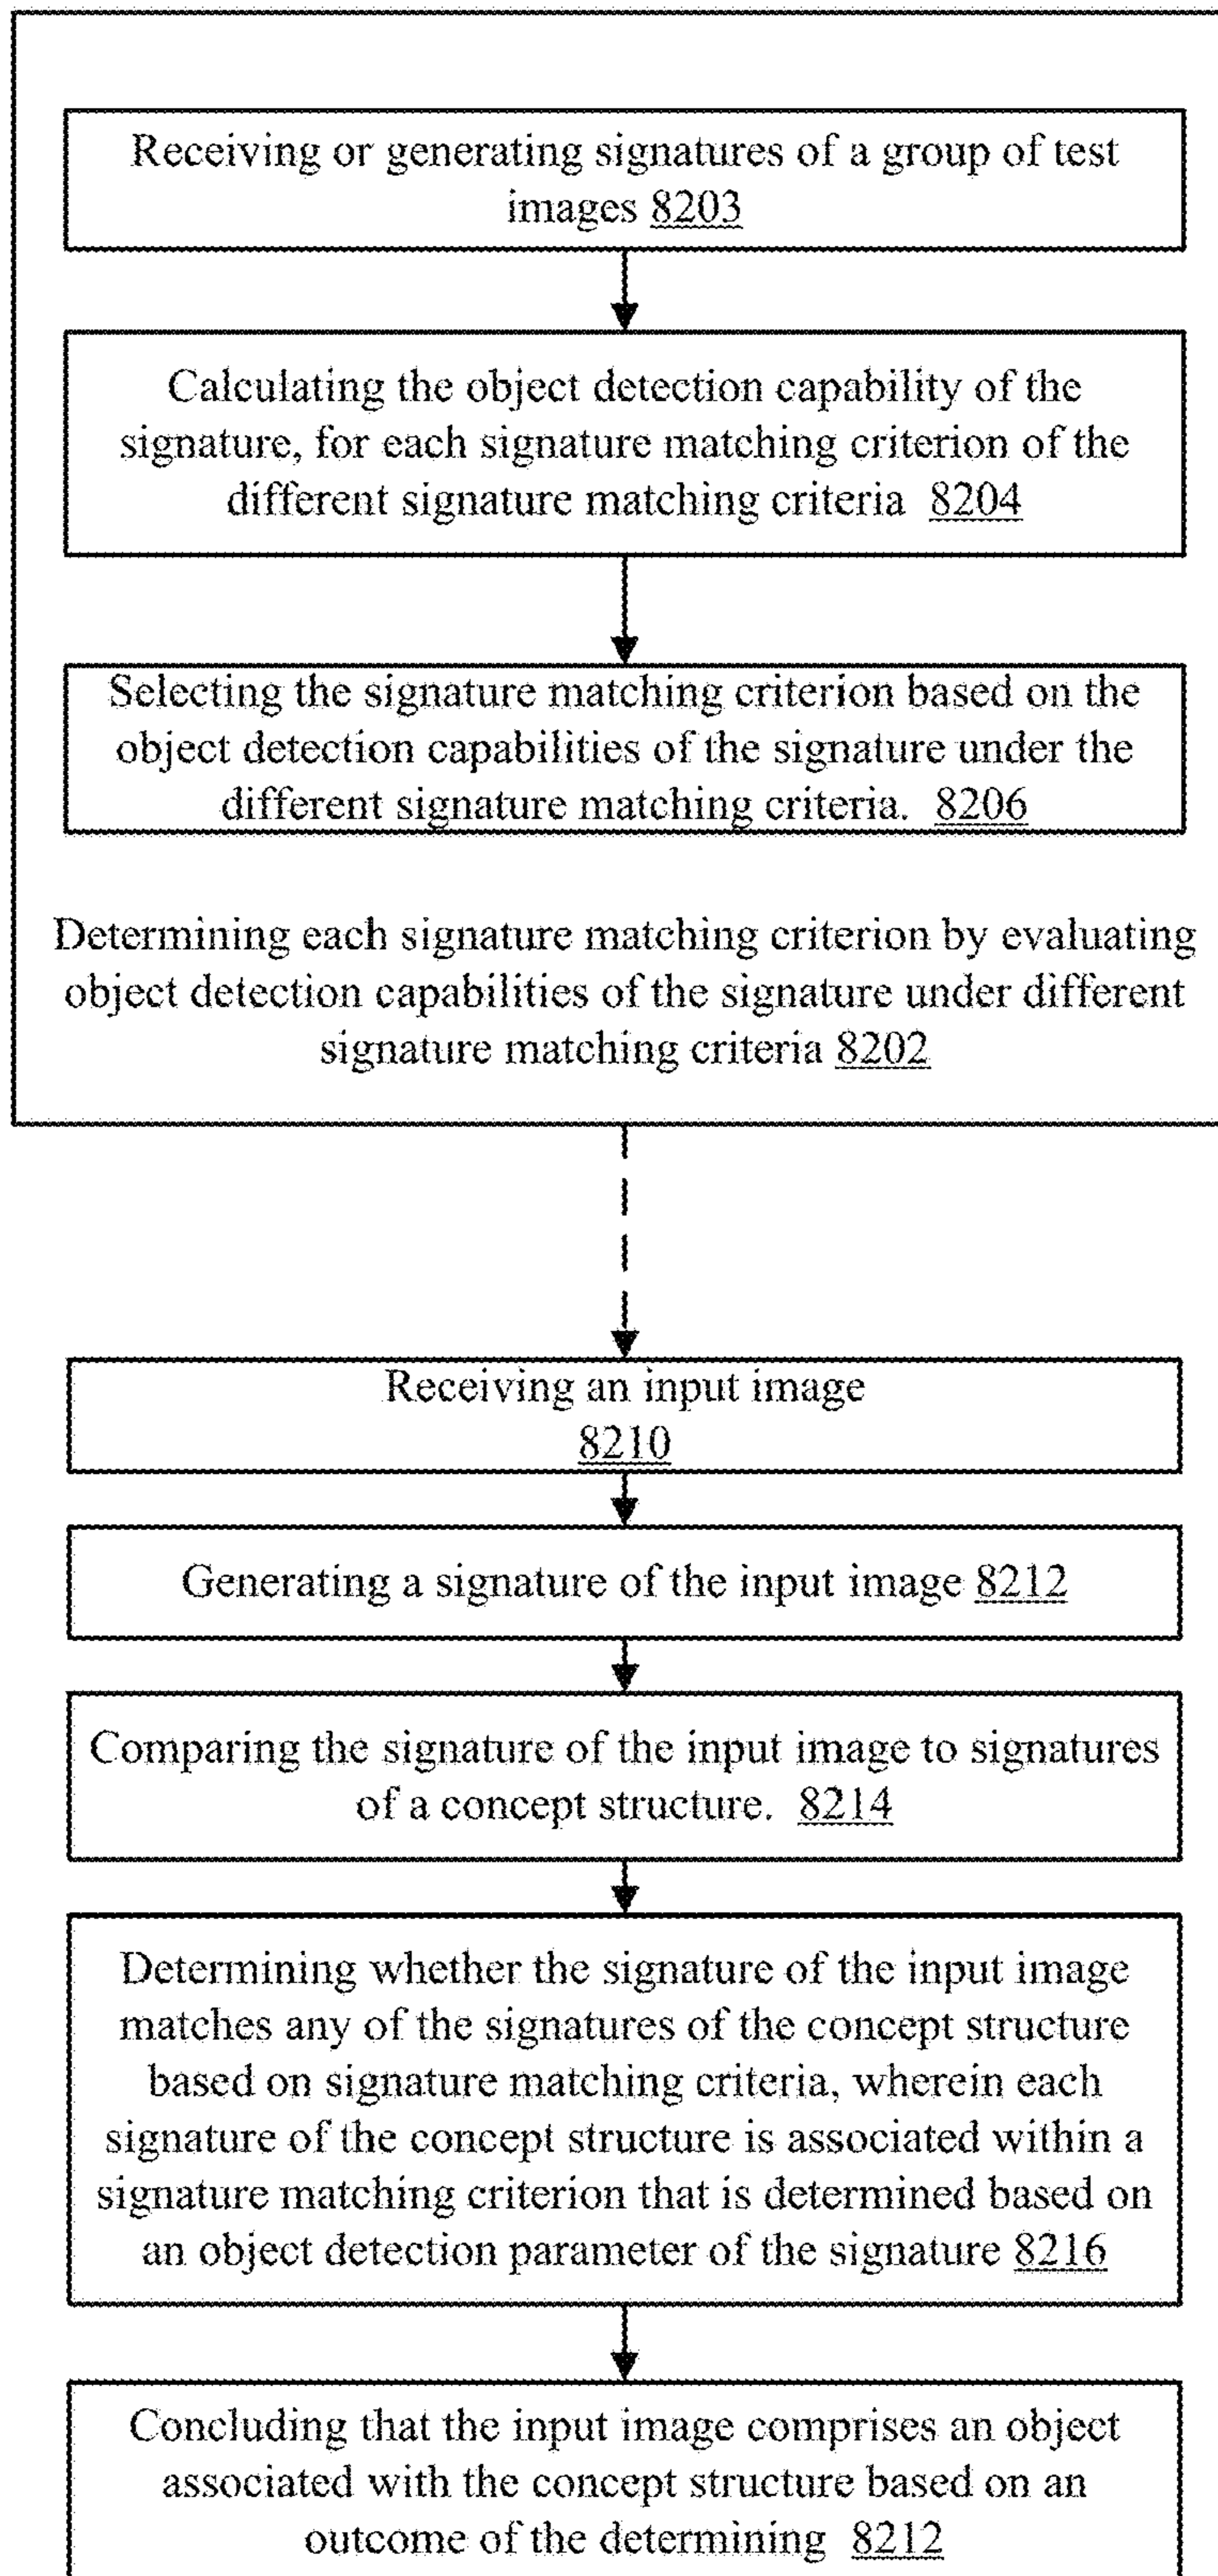 Receiving or generating signatures of a group of test
images 8203
Calculating the object detection capability of the
signature, for each signature matching criterion of the
different signature matching criteria 8204
Selecting the signature matching criterion based on the
object detection capabilities of the signature under the
different signature matching criteria. 8206
Determining each signature matching criterion by evaluating
object detection capabilities of the signature under different
signature matching criteria 8202
Receiving an input image
8210
Generating a signature of the input image 8212
Comparing the signature of the input image to signatures
of a concept structure. 8214
Determining whether the signature of the input image
matches any of the signatures of the concept structure
based on signature matching criteria, wherein each
signature of the concept structure is associated within a
signature matching criterion that is determined based on
an object detection parameter of the signature 8216
Concluding that the input image comprises an object
associated with the concept structure based on an
outcome of the determining 8212